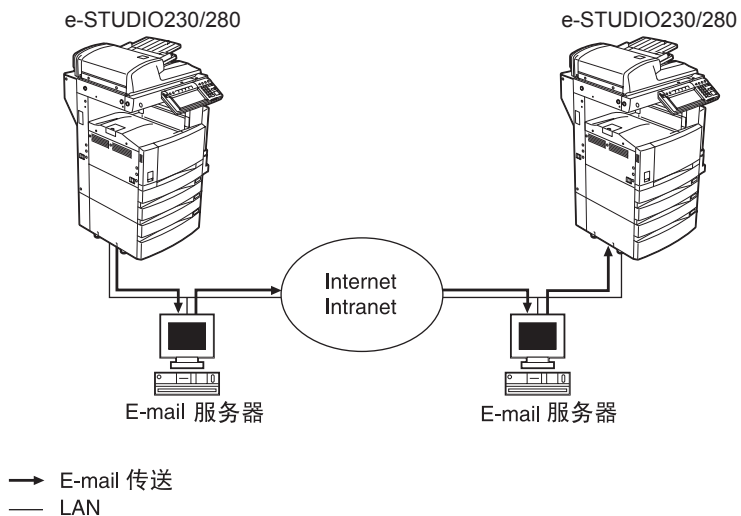 e-STUDIO230/280
e-STUDIO230/280
Internet
Intranet
E-mail 服务器
E-mail 服务器
E-mail 传送
LAN